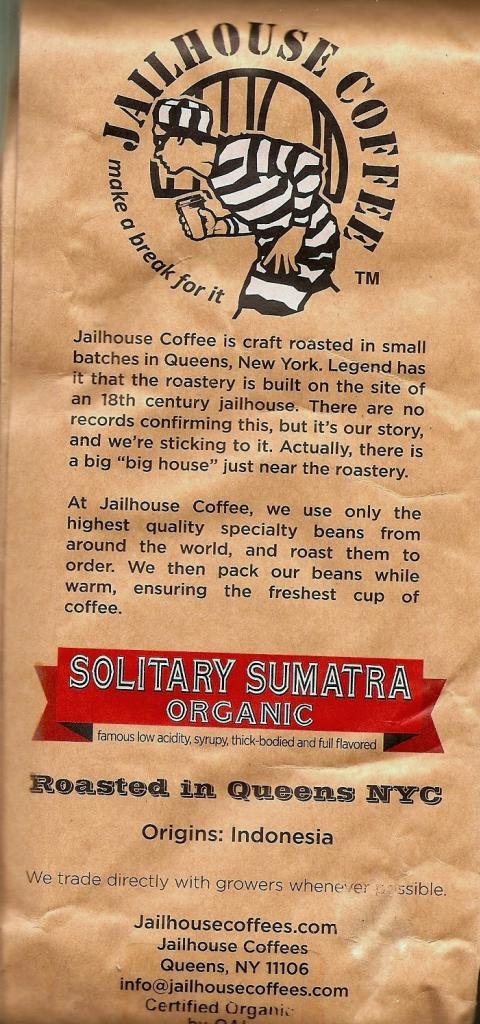 JAILHOUSE COFFEE
make a break for it
TM
Jailhouse Coffee is craft roasted in small
batches in Queens, New York. Legend has
it that the roastery is built on the site of
an 18th century jailhouse. There are no
records confirming this, but it's our story,
and we're sticking to it. Actually, there is
a big “big house” just near the roastery.
At Jailhouse Coffee, we use only the
highest quality specialty beans from
around the world, and roast them to
order. We then pack our beans while
warm, ensuring the freshest cup of
coffee.
SOLITARY SUMATRA
ORGANIC
famous low acidity, syrupy, thick-bodied and full flavored
Roasted in Queens NYC
Origins: Indonesia
We trade directly with growers whenever possible.
Jailhousecoffees.com
Jailhouse Coffees
Queens, NY 11106
info@jailhousecoffees.com
Certified Organic
by